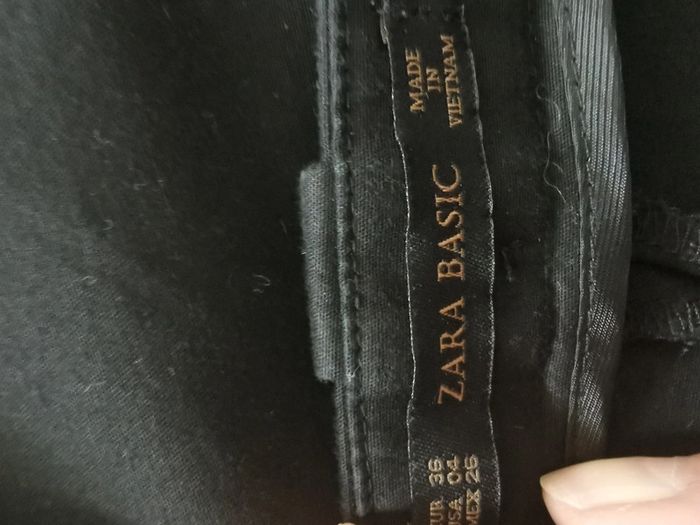 MADE
IN
VIETNAM
ZARA BASIC
EUR 36
USA 04
MEX 26